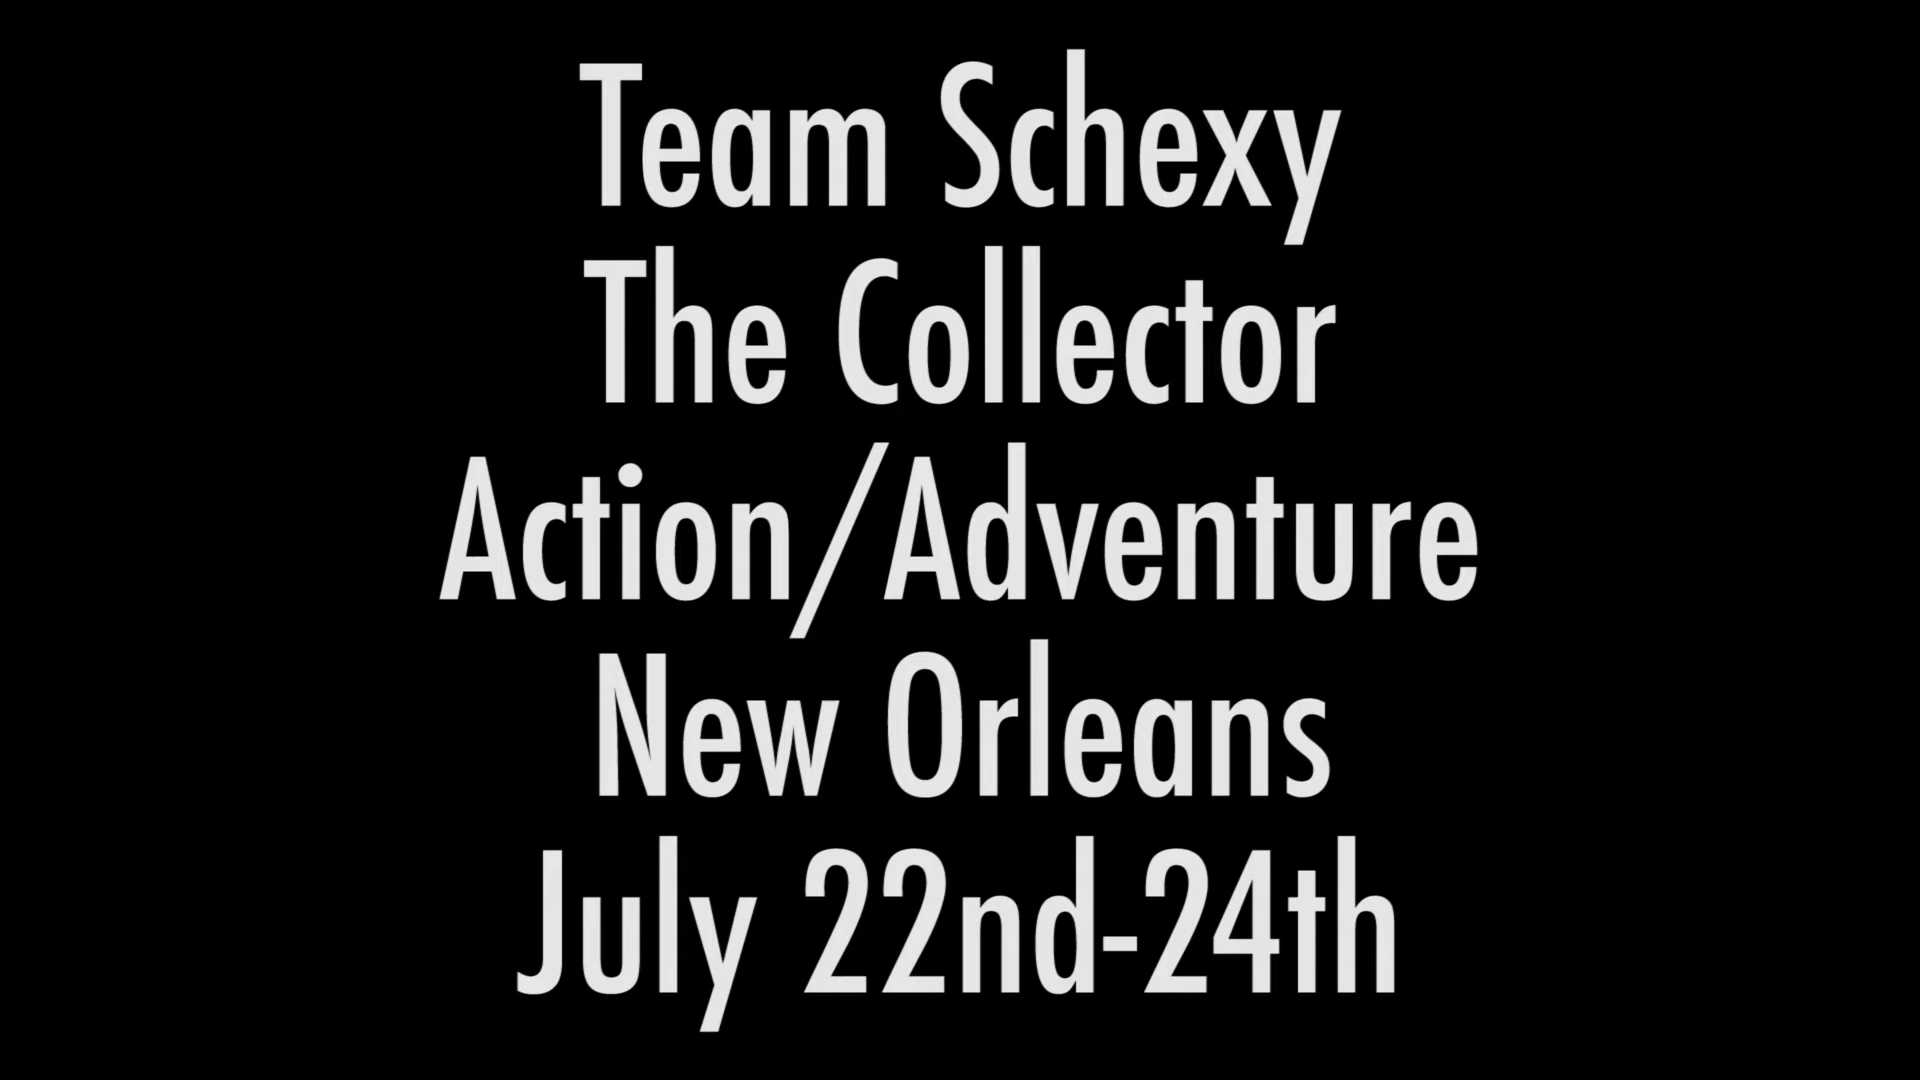 Team Schexy
The Collector
Action/Adventure
New Orleans
July 22nd-24th